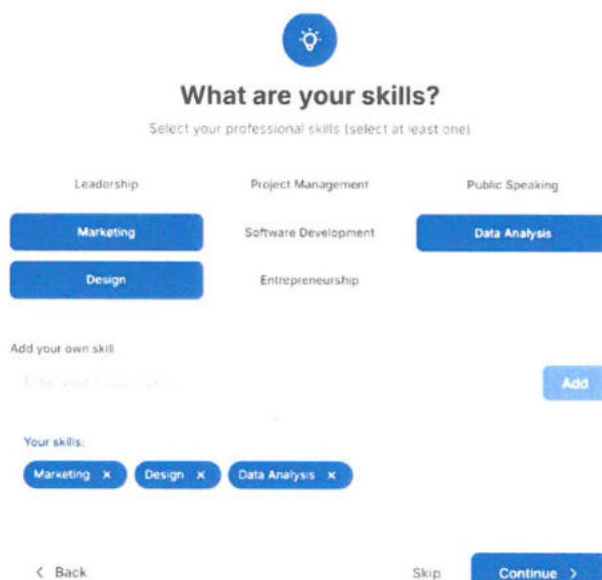 What are your skills?
Select your professional skills (select at least one)
Leadership Project Management Public Speaking
Marketing Software Development Data Analysis
Design Entrepreneurship
Add your own skill
Add
Your skills:
Marketing × Design × Data Analysis ×
< Back Skip Continue >